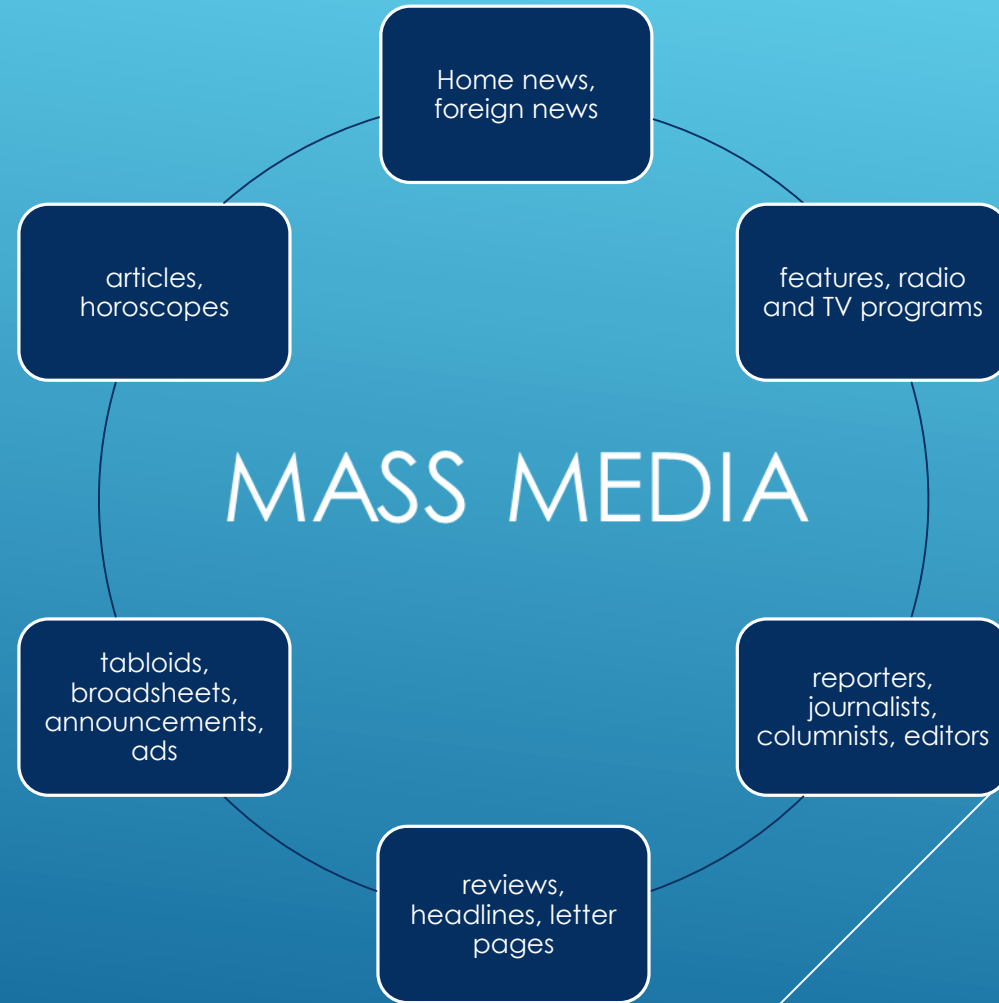 Home news,
foreign news
features, radio
and TV programs
reporters,
journalists,
columnists, editors
reviews,
headlines, letter
pages
tabloids,
broadsheets,
announcements,
ads
articles,
horoscopes
MASS MEDIA